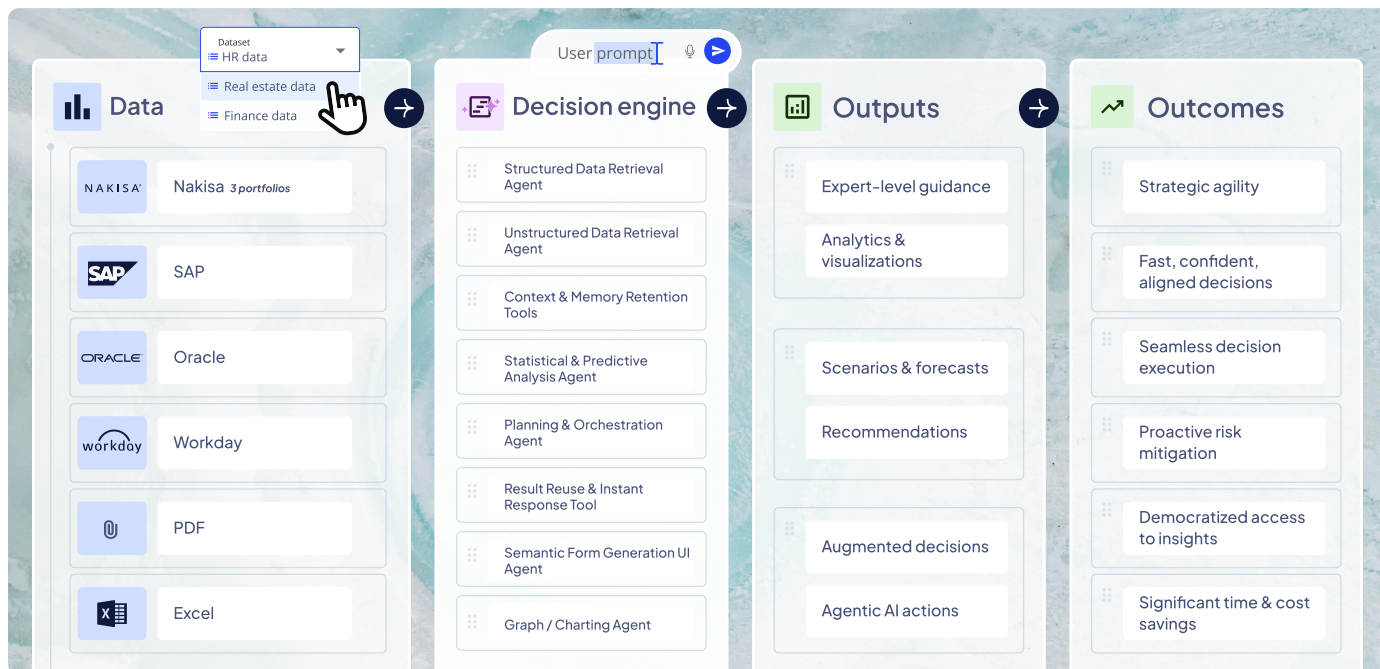 Dataset
HR data
Real estate data
Finance data
User prompt
Data
NAKISA
Nakisa 3 portfolios
SAP
SAP
ORACLE
Oracle
workday
Workday
PDF
X
Excel
Decision engine
Structured Data Retrieval
Agent
Unstructured Data Retrieval
Agent
Context & Memory Retention
Tools
Statistical & Predictive
Analysis Agent
Planning & Orchestration
Agent
Result Reuse & Instant
Response Tool
Semantic Form Generation UI
Agent
Graph / Charting Agent
Outputs
Expert-level guidance
Analytics &
visualizations
Scenarios & forecasts
Recommendations
Augmented decisions
Agentic AI actions
Outcomes
Strategic agility
Fast, confident,
aligned decisions
Seamless decision
execution
Proactive risk
mitigation
Democratized access
to insights
Significant time & cost
savings